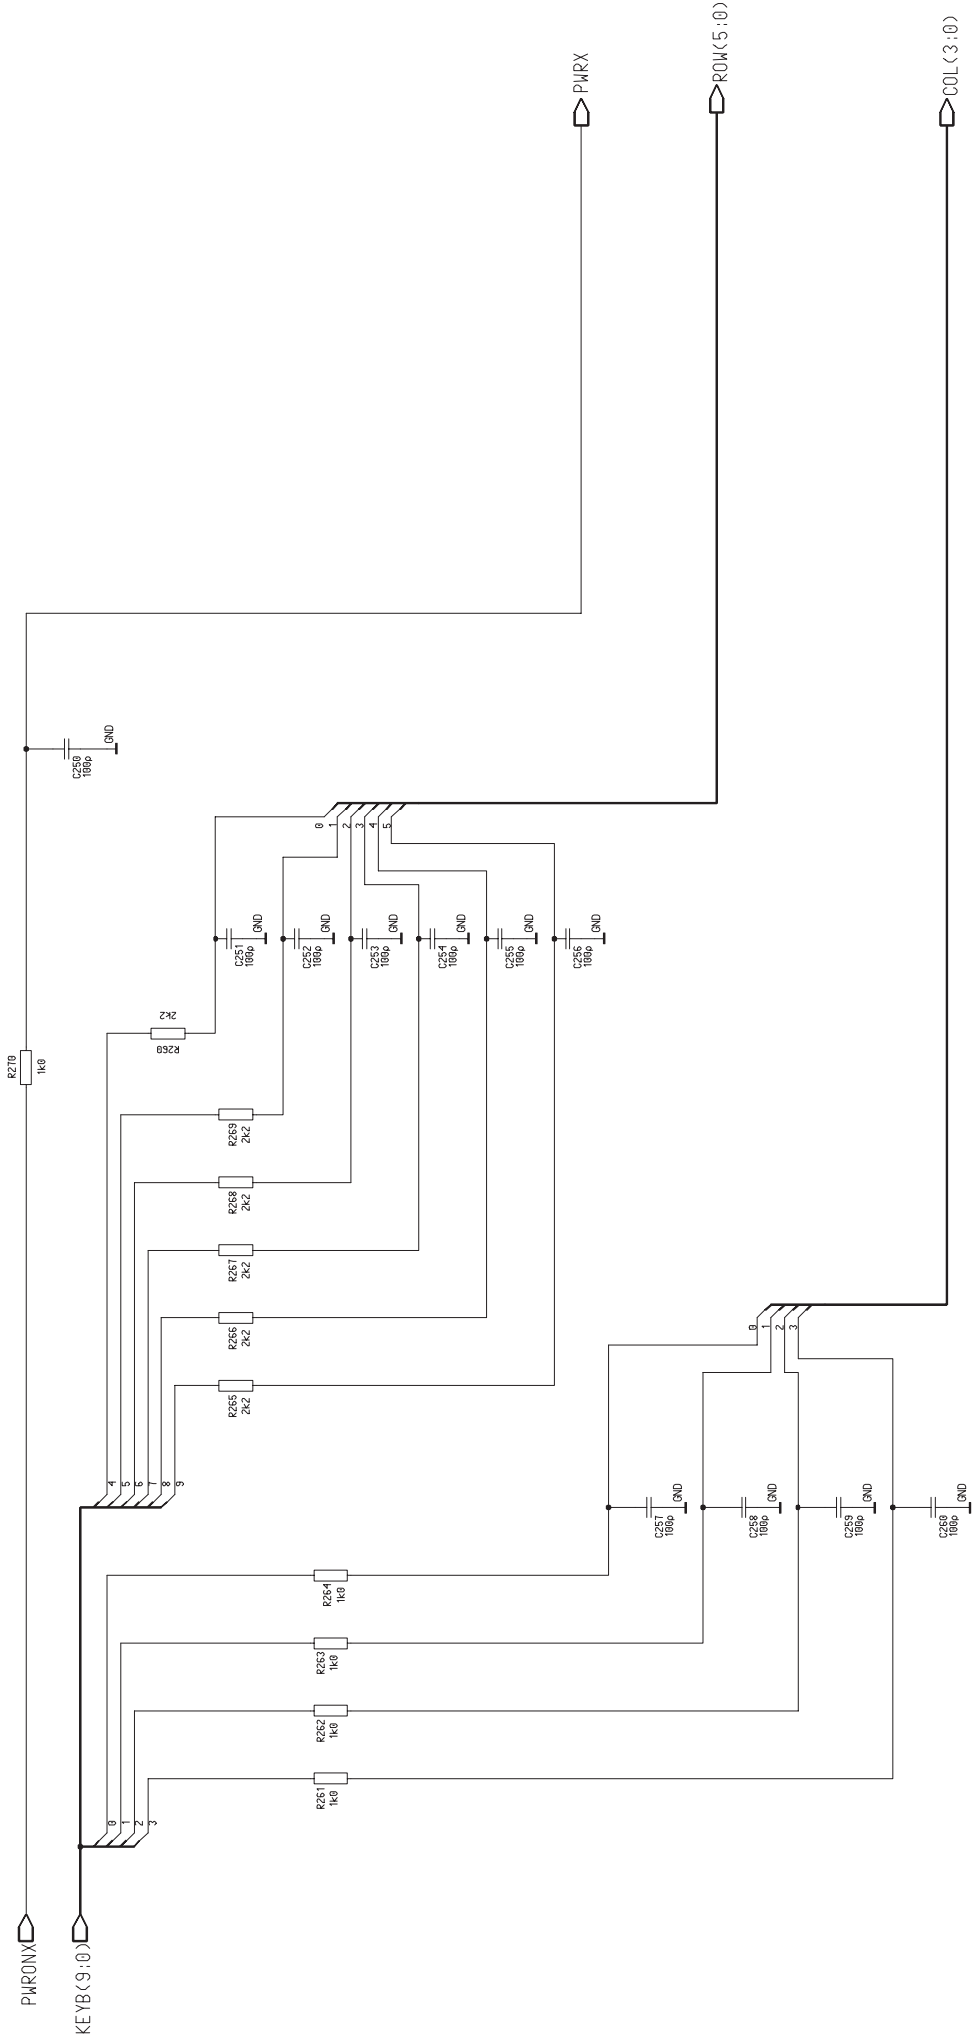 PWRONX
KEYB(9:0)
R270
1k0
C250
100p
GND
PWRX
ROW(5:0)
COL(3:0)
4
5
6
7
8
9
R260
2k2
R269
2k2
R268
2k2
R267
2k2
R266
2k2
R265
2k2
C251
100p
GND
C252
100p
GND
C253
100p
GND
C254
100p
GND
C255
100p
GND
C256
100p
GND
0
1
2
3
4
5
0
1
2
3
R264
1k0
R263
1k0
R262
1k0
R261
1k0
C257
100p
GND
C258
100p
GND
C259
100p
GND
C260
100p
GND
0
1
2
3